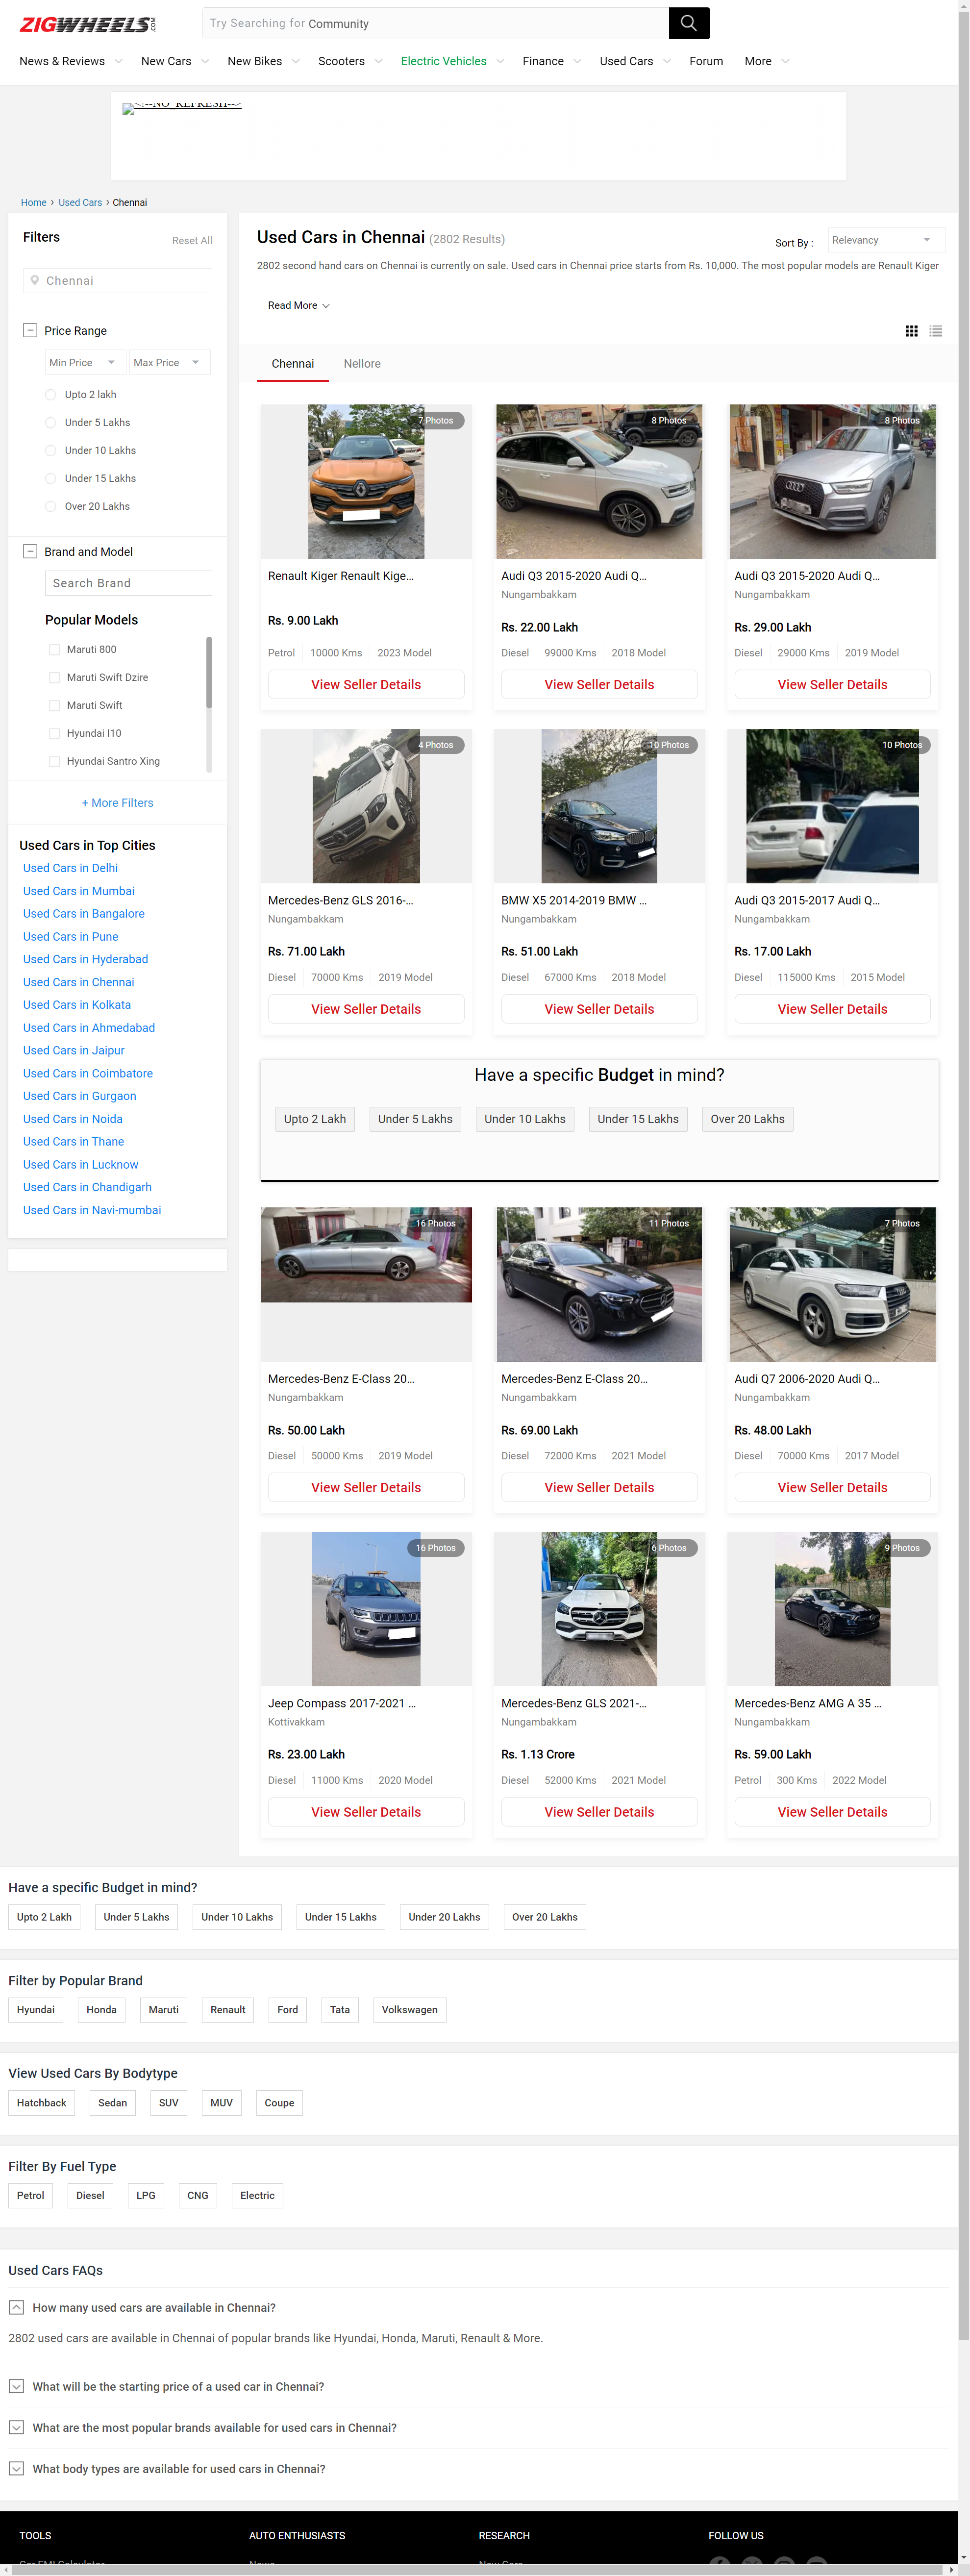 ZIGWHEELS.COM
Try Searching for Community
News & Reviews New Cars New Bikes Scooters Electric Vehicles Finance Used Cars Forum More
<!--NO_REFRESH-->
Home › Used Cars › Chennai
Filters
Reset All
Chennai
Price Range
Min Price Max Price
Upto 2 lakh
Under 5 Lakhs
Under 10 Lakhs
Under 15 Lakhs
Over 20 Lakhs
Brand and Model
Search Brand
Popular Models
Maruti 800
Maruti Swift Dzire
Maruti Swift
Hyundai I10
Hyundai Santro Xing
+ More Filters
Used Cars in Top Cities
Used Cars in Delhi
Used Cars in Mumbai
Used Cars in Bangalore
Used Cars in Pune
Used Cars in Hyderabad
Used Cars in Chennai
Used Cars in Kolkata
Used Cars in Ahmedabad
Used Cars in Jaipur
Used Cars in Coimbatore
Used Cars in Gurgaon
Used Cars in Noida
Used Cars in Thane
Used Cars in Lucknow
Used Cars in Chandigarh
Used Cars in Navi-mumbai
Used Cars in Chennai (2802 Results)
Sort By : Relevancy
2802 second hand cars on Chennai is currently on sale. Used cars in Chennai price starts from Rs. 10,000. The most popular models are Renault Kiger
Read More
Chennai Nellore
7 Photos
Renault Kiger Renault Kige...
Rs. 9.00 Lakh
Petrol 10000 Kms 2023 Model
View Seller Details
8 Photos
Audi Q3 2015-2020 Audi Q...
Nungambakkam
Rs. 22.00 Lakh
Diesel 99000 Kms 2018 Model
View Seller Details
8 Photos
Audi Q3 2015-2020 Audi Q...
Nungambakkam
Rs. 29.00 Lakh
Diesel 29000 Kms 2019 Model
View Seller Details
4 Photos
Mercedes-Benz GLS 2016-...
Nungambakkam
Rs. 71.00 Lakh
Diesel 70000 Kms 2019 Model
View Seller Details
10 Photos
BMW X5 2014-2019 BMW ...
Nungambakkam
Rs. 51.00 Lakh
Diesel 67000 Kms 2018 Model
View Seller Details
10 Photos
Audi Q3 2015-2017 Audi Q...
Nungambakkam
Rs. 17.00 Lakh
Diesel 115000 Kms 2015 Model
View Seller Details
Have a specific Budget in mind?
Upto 2 Lakh Under 5 Lakhs Under 10 Lakhs Under 15 Lakhs Over 20 Lakhs
16 Photos
Mercedes-Benz E-Class 20...
Nungambakkam
Rs. 50.00 Lakh
Diesel 50000 Kms 2019 Model
View Seller Details
11 Photos
Mercedes-Benz E-Class 20...
Nungambakkam
Rs. 69.00 Lakh
Diesel 72000 Kms 2021 Model
View Seller Details
7 Photos
Audi Q7 2006-2020 Audi Q...
Nungambakkam
Rs. 48.00 Lakh
Diesel 70000 Kms 2017 Model
View Seller Details
16 Photos
Jeep Compass 2017-2021 ...
Kottivakkam
Rs. 23.00 Lakh
Diesel 11000 Kms 2020 Model
View Seller Details
6 Photos
Mercedes-Benz GLS 2021-...
Nungambakkam
Rs. 1.13 Crore
Diesel 52000 Kms 2021 Model
View Seller Details
9 Photos
Mercedes-Benz AMG A 35 ...
Nungambakkam
Rs. 59.00 Lakh
Petrol 300 Kms 2022 Model
View Seller Details
Have a specific Budget in mind?
Upto 2 Lakh Under 5 Lakhs Under 10 Lakhs Under 15 Lakhs Under 20 Lakhs Over 20 Lakhs
Filter by Popular Brand
Hyundai Honda Maruti Renault Ford Tata Volkswagen
View Used Cars By Bodytype
Hatchback Sedan SUV MUV Coupe
Filter By Fuel Type
Petrol Diesel LPG CNG Electric
Used Cars FAQs
How many used cars are available in Chennai?
2802 used cars are available in Chennai of popular brands like Hyundai, Honda, Maruti, Renault & More.
What will be the starting price of a used car in Chennai?
What are the most popular brands available for used cars in Chennai?
What body types are available for used cars in Chennai?
TOOLS AUTO ENTHUSIASTS RESEARCH FOLLOW US